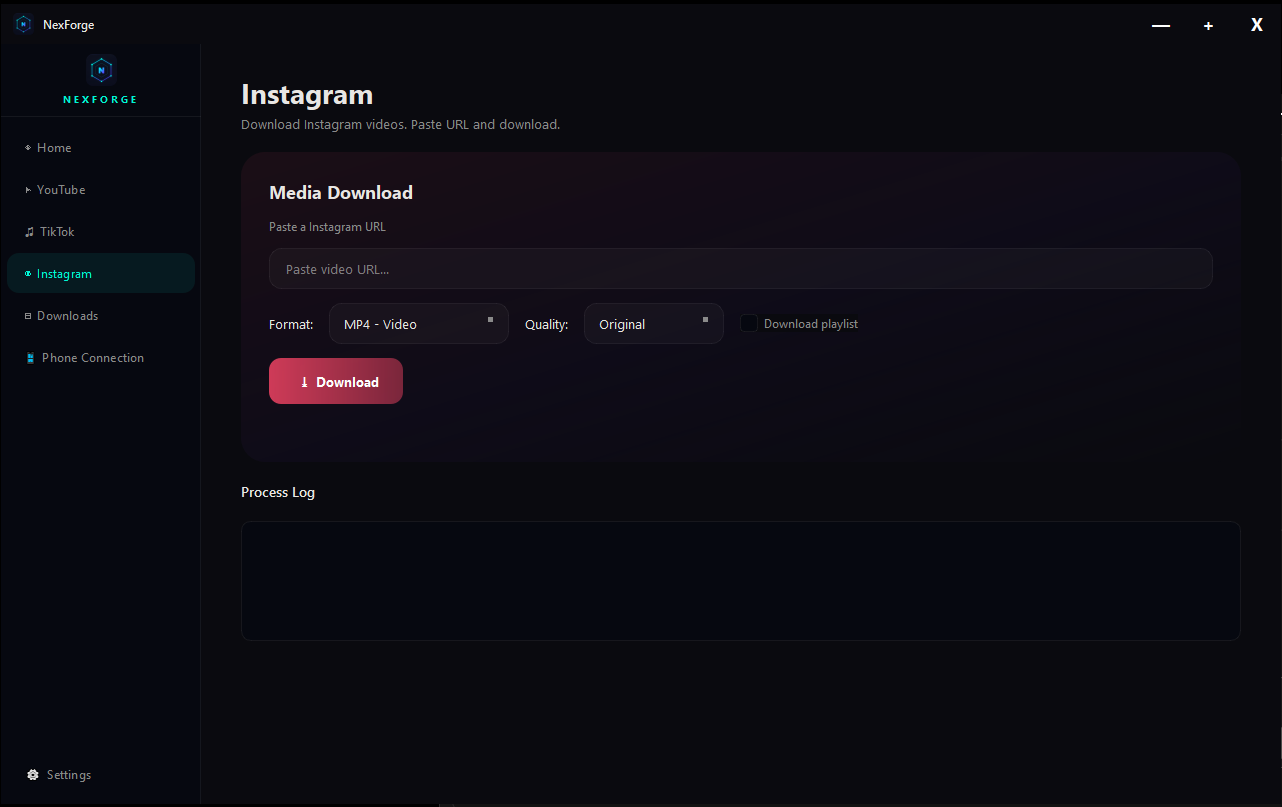 NexForge
— + X
NEXFORGE
Home
YouTube
TikTok
Instagram
Downloads
Phone Connection
Settings
Instagram
Download Instagram videos. Paste URL and download.
Media Download
Paste a Instagram URL
Paste video URL...
Format: MP4 - Video Quality: Original Download playlist
Download
Process Log